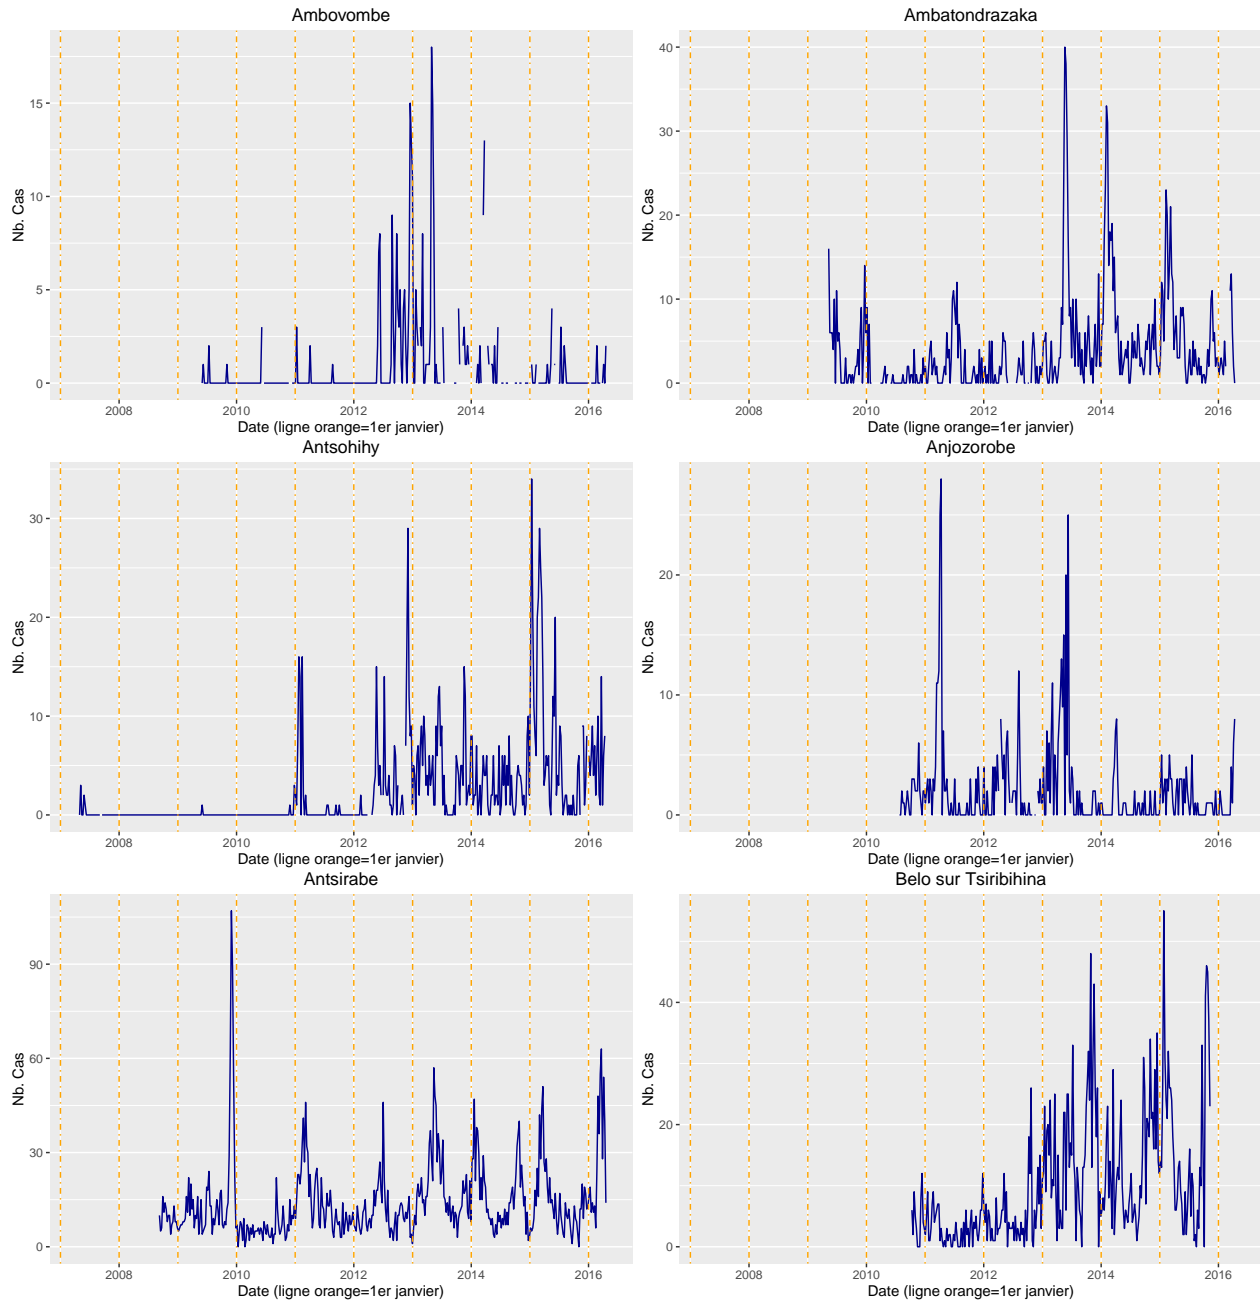 Ambovombe
Nb. Cas
15
10
5
0
2008 2010 2012 2014 2016
Date (ligne orange=1er janvier)
Ambatondrazaka
Nb. Cas
40
30
20
10
0
2008 2010 2012 2014 2016
Date (ligne orange=1er janvier)
Antsohihy
Nb. Cas
30
20
10
0
2008 2010 2012 2014 2016
Date (ligne orange=1er janvier)
Anjozorobe
Nb. Cas
20
10
0
2008 2010 2012 2014 2016
Date (ligne orange=1er janvier)
Antsirabe
Nb. Cas
90
60
30
0
2008 2010 2012 2014 2016
Date (ligne orange=1er janvier)
Belo sur Tsiribihina
Nb. Cas
40
20
0
2008 2010 2012 2014 2016
Date (ligne orange=1er janvier)